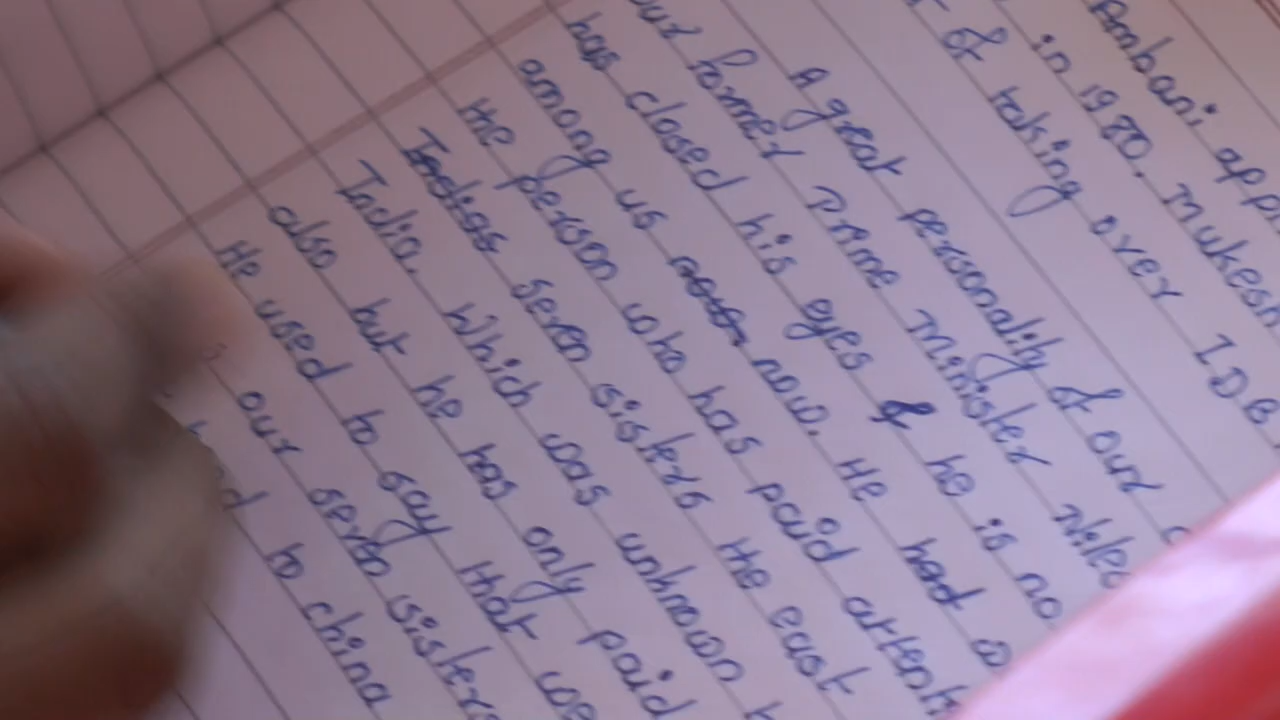 Ambani app
in 1980. Mukesh
of taking over IDB
A great personality of our
our former Prime Minister
has closed his eyes & he is no
among us now. He had
the person who has paid attent
Indias seven sisters the east
India. Which was unknown
also but he has only paid
He used to say that we
our seven sisters
to china